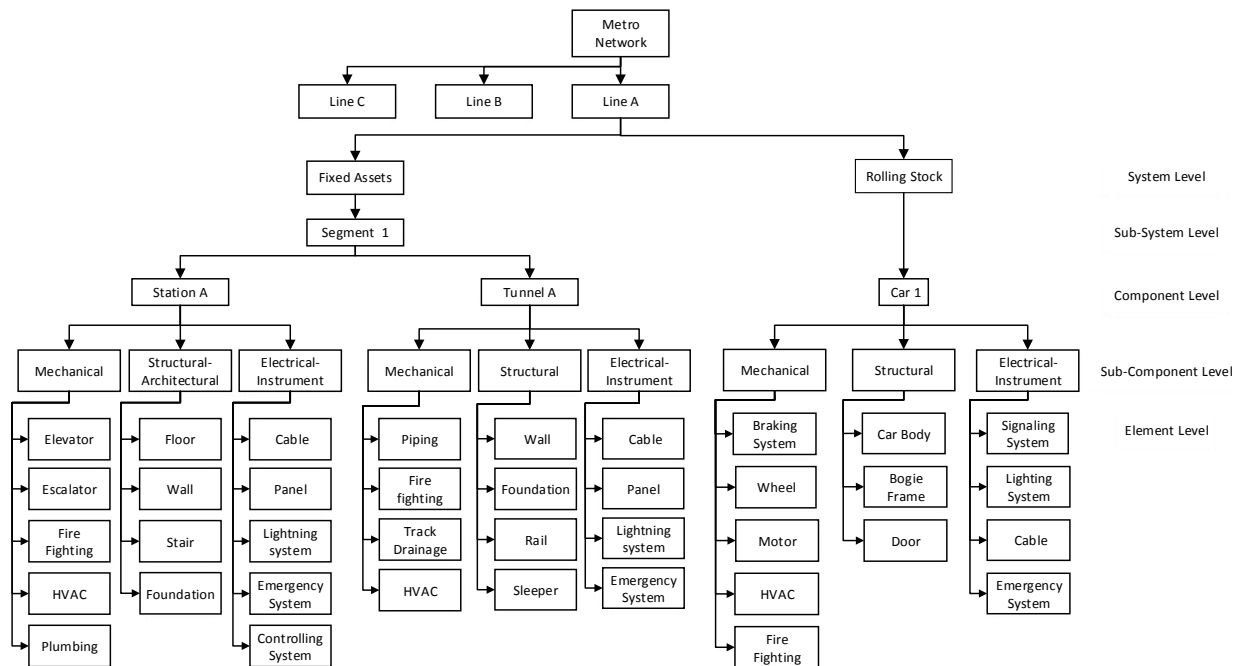 Metro
Network
Line C
Line B
Line A
Fixed Assets
Rolling Stock
System Level
Segment 1
Sub-System Level
Station A
Tunnel A
Car 1
Component Level
Mechanical
Structural-
Architectural
Electrical-
Instrument
Mechanical
Structural
Electrical-
Instrument
Mechanical
Structural
Electrical-
Instrument
Sub-Component Level
Elevator
Floor
Cable
Piping
Wall
Cable
Braking
System
Car Body
Signaling
System
Element Level
Escalator
Wall
Panel
Fire
fighting
Foundation
Panel
Wheel
Bogie
Frame
Lighting
System
Fire
Fighting
Stair
Lightning
system
Track
Drainage
Rail
Lightning
system
Motor
Door
Cable
HVAC
Foundation
Emergency
System
HVAC
Sleeper
Emergency
System
HVAC
Emergency
System
Plumbing
Controlling
System
Fire
Fighting